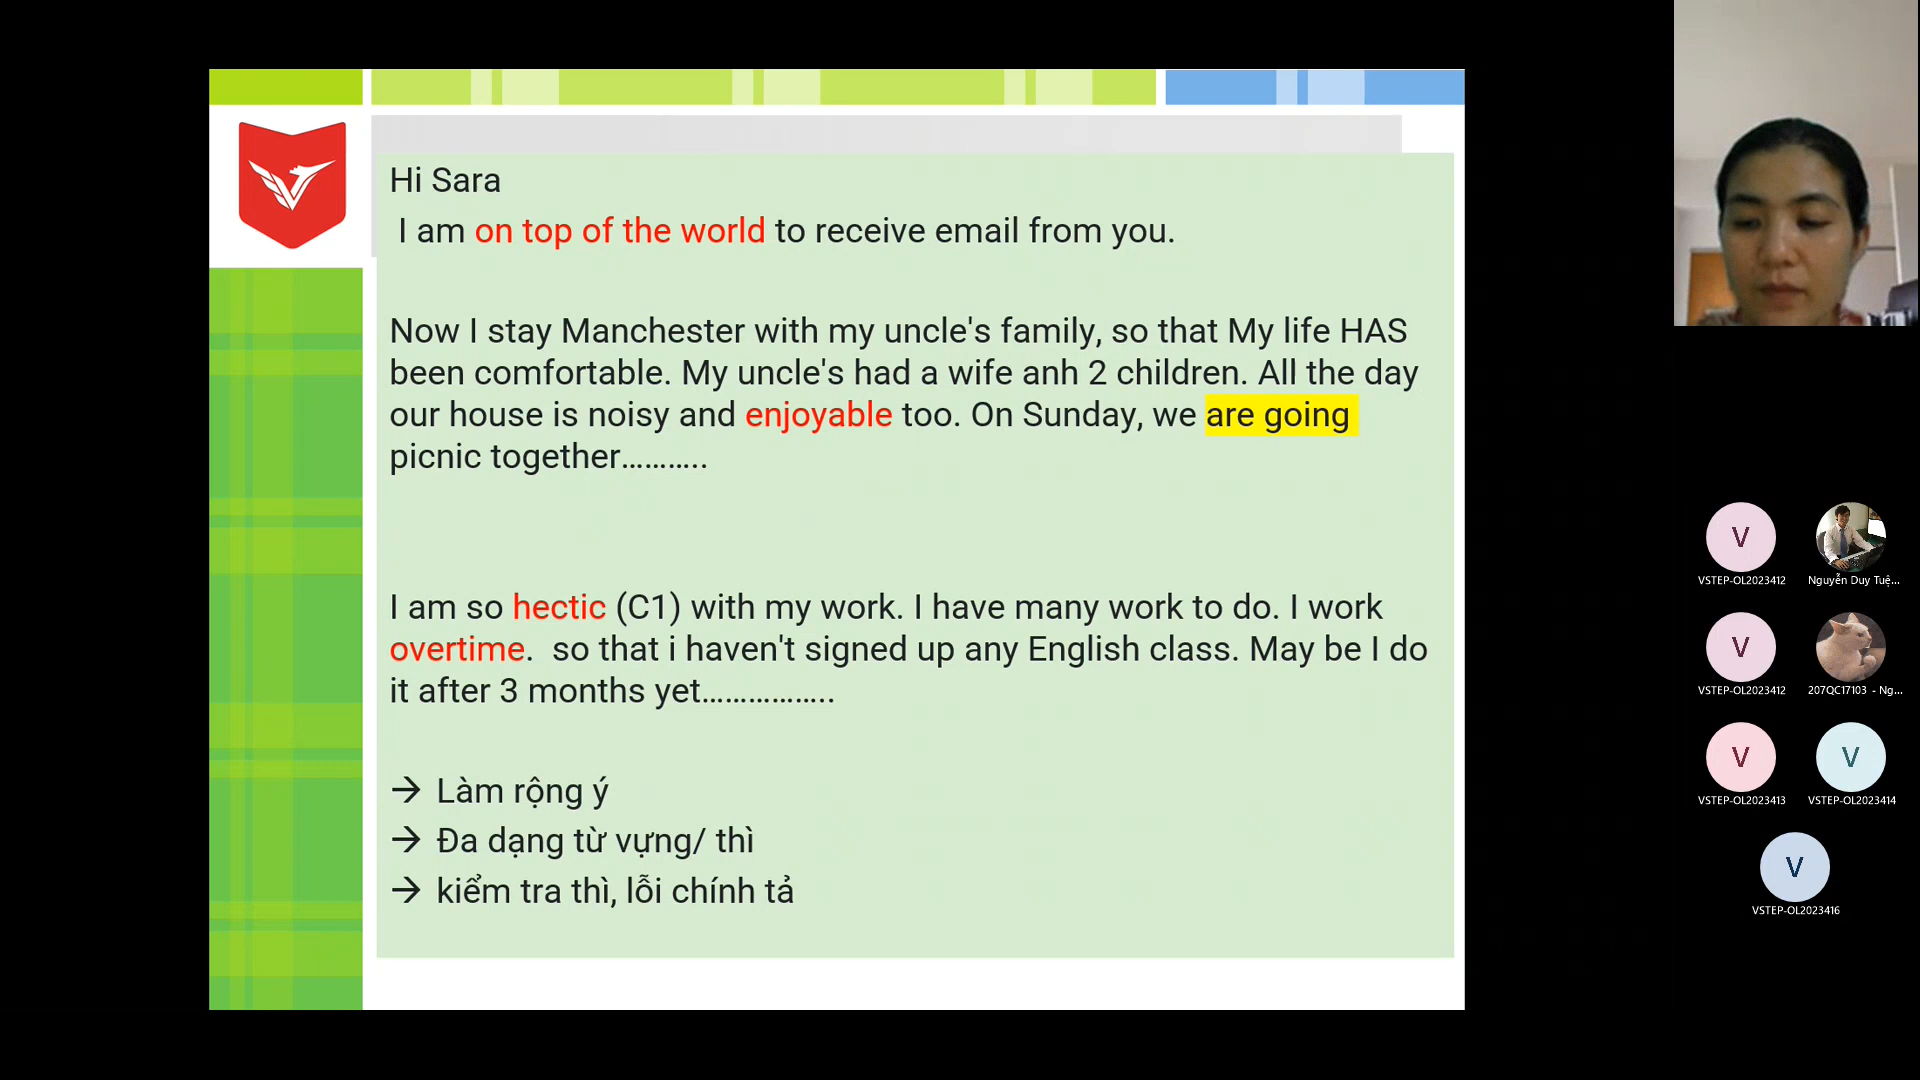 Hi Sara
I am on top of the world to receive email from you.
Now I stay Manchester with my uncle's family, so that My life HAS
been comfortable. My uncle's had a wife anh 2 children. All the day
our house is noisy and enjoyable too. On Sunday, we are going
picnic together………..
I am so hectic (C1) with my work. I have many work to do. I work
overtime.  so that i haven't signed up any English class. May be I do
it after 3 months yet……………..
→ Làm rộng ý
→ Đa dạng từ vựng/ thì
→ kiểm tra thì, lỗi chính tả
V
VSTEP-OL2023412
Nguyễn Duy Tuệ...
V
VSTEP-OL2023412
207QC17103 - Ng...
V
VSTEP-OL2023413
V
VSTEP-OL2023414
V
VSTEP-OL2023416